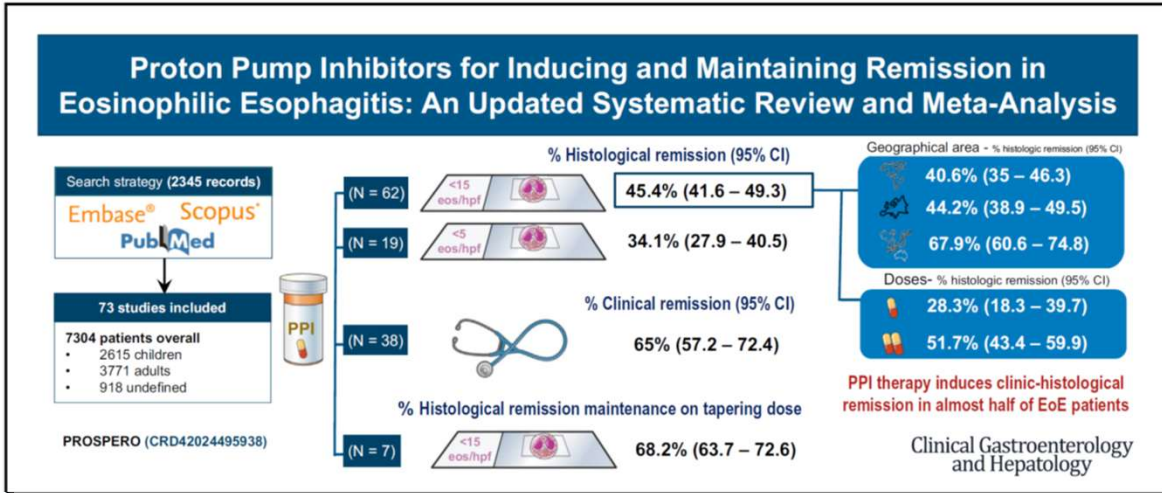 Proton Pump Inhibitors for Inducing and Maintaining Remission in
Eosinophilic Esophagitis: An Updated Systematic Review and Meta-Analysis
Search strategy (2345 records)
Embase® Scopus®
PubMed
73 studies included
7304 patients overall
• 2615 children
• 3771 adults
• 918 undefined
PROSPERO (CRD42024495938)
PPI
% Histological remission (95% CI)
(N = 62)
<15
eos/hpf
45.4% (41.6 – 49.3)
(N = 19)
<5
eos/hpf
34.1% (27.9 – 40.5)
% Clinical remission (95% CI)
(N = 38)
65% (57.2 – 72.4)
% Histological remission maintenance on tapering dose
(N = 7)
<15
eos/hpf
68.2% (63.7 – 72.6)
Geographical area - % histologic remission (95% CI)
40.6% (35 – 46.3)
44.2% (38.9 – 49.5)
67.9% (60.6 – 74.8)
Doses- % histologic remission (95% CI)
28.3% (18.3 – 39.7)
51.7% (43.4 – 59.9)
PPI therapy induces clinic-histological
remission in almost half of EoE patients
Clinical Gastroenterology
and Hepatology